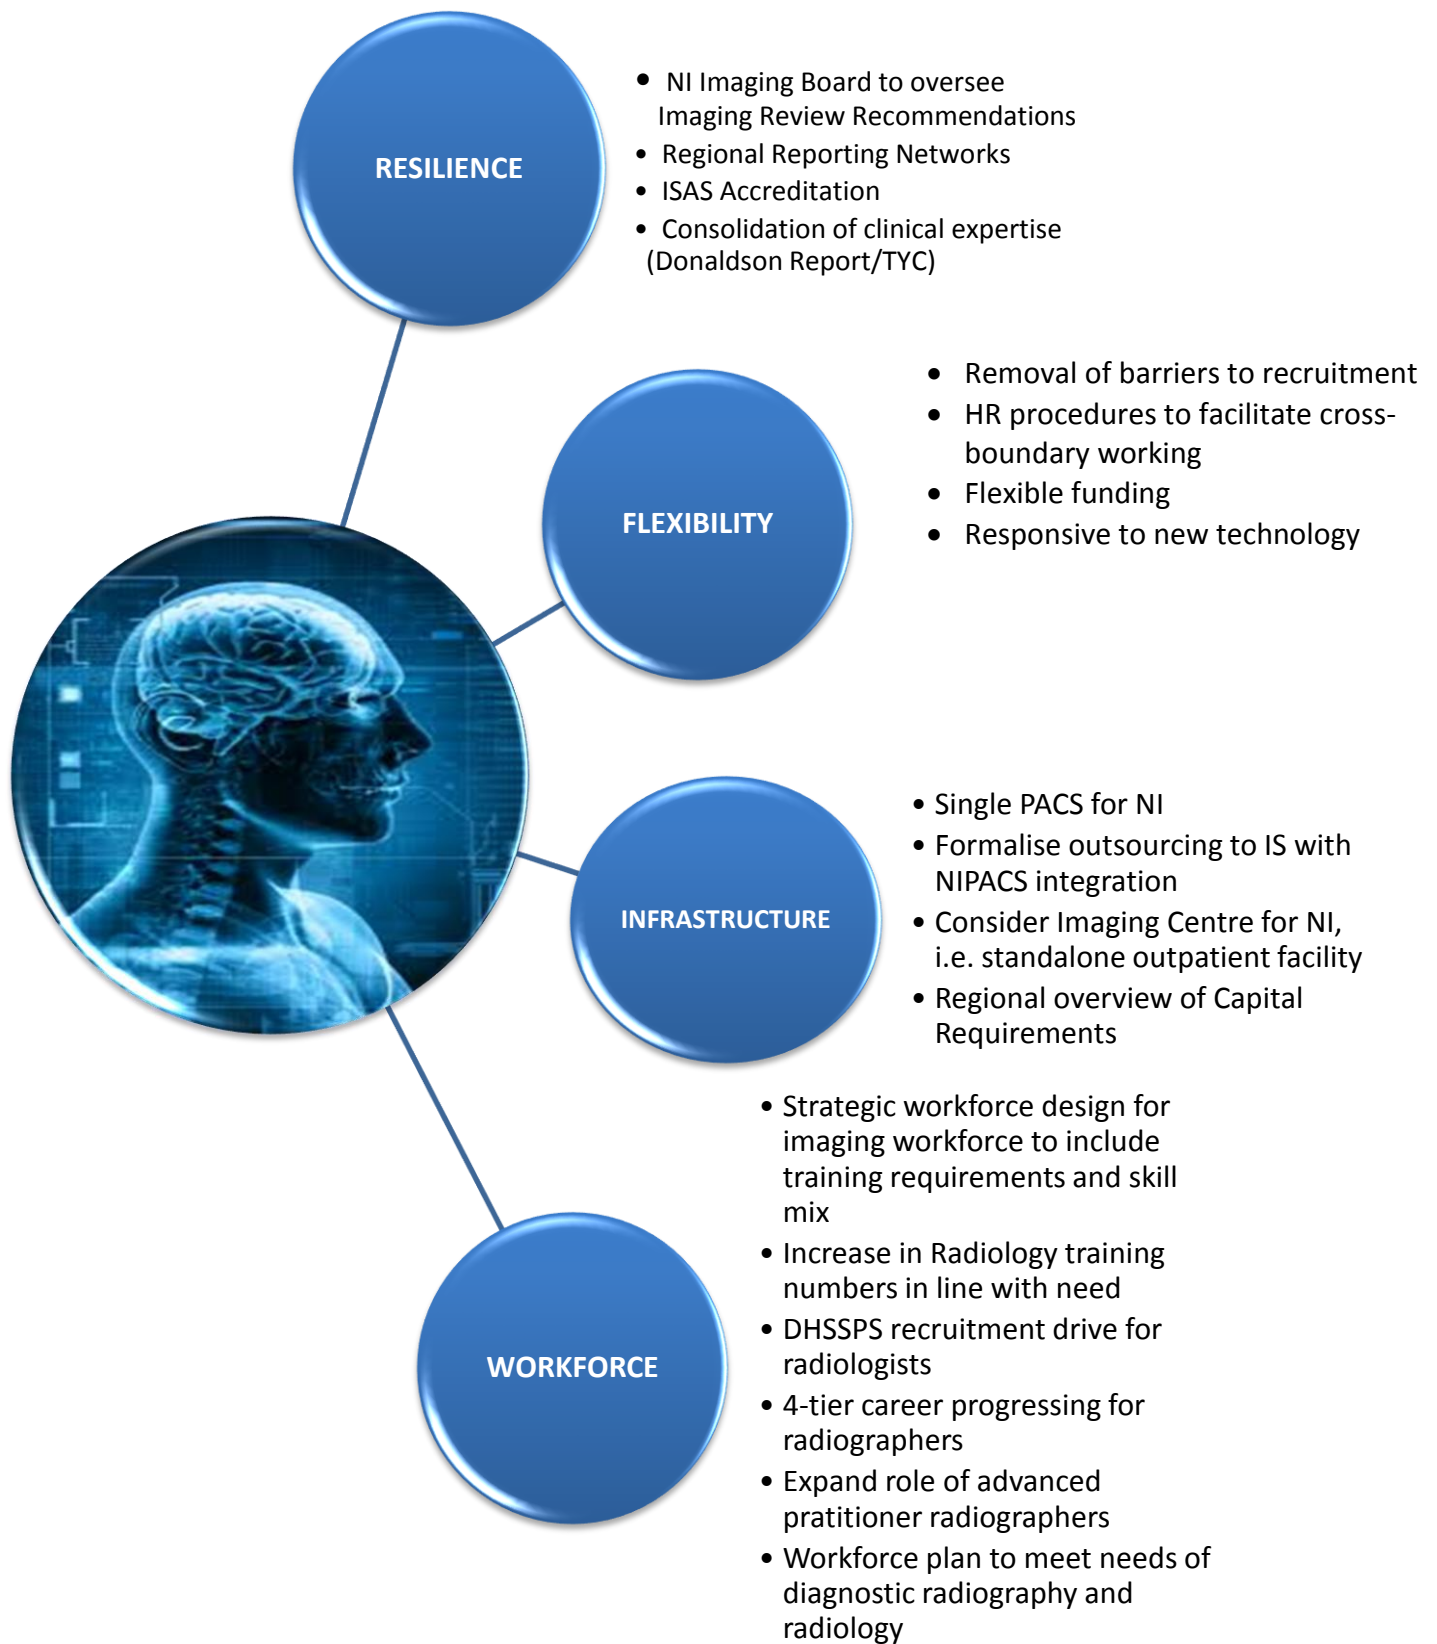 RESILIENCE
• NI Imaging Board to oversee
Imaging Review Recommendations
• Regional Reporting Networks
• ISAS Accreditation
• Consolidation of clinical expertise
(Donaldson Report/TYC)
FLEXIBILITY
• Removal of barriers to recruitment
• HR procedures to facilitate cross-
boundary working
• Flexible funding
• Responsive to new technology
INFRASTRUCTURE
• Single PACS for NI
• Formalise outsourcing to IS with
NIPACS integration
• Consider Imaging Centre for NI,
i.e. standalone outpatient facility
• Regional overview of Capital
Requirements
WORKFORCE
• Strategic workforce design for
imaging workforce to include
training requirements and skill
mix
• Increase in Radiology training
numbers in line with need
• DHSSPS recruitment drive for
radiologists
• 4-tier career progressing for
radiographers
• Expand role of advanced
pratitioner radiographers
• Workforce plan to meet needs of
diagnostic radiography and
radiology